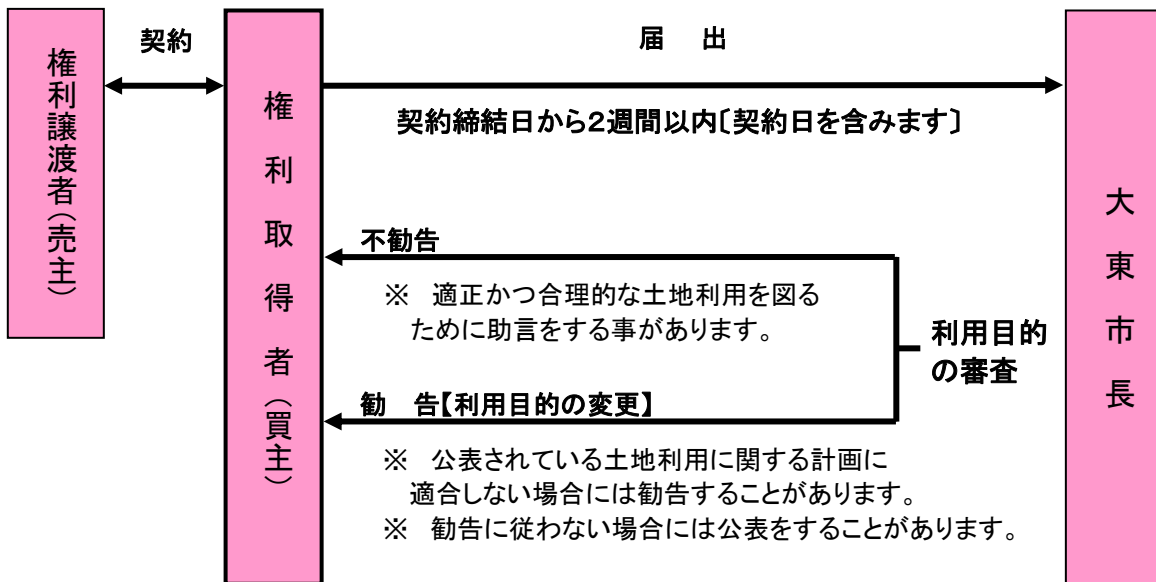 権利譲渡者(売主)
契約
権利取得者(買主)
届　出
契約締結日から2週間以内〔契約日を含みます〕
大東市長
不勧告
※　適正かつ合理的な土地利用を図る
ために助言をする事があります。
利用目的
の審査
勧　告【利用目的の変更】
※　公表されている土地利用に関する計画に
適合しない場合には勧告することがあります。
※　勧告に従わない場合には公表をすることがあります。